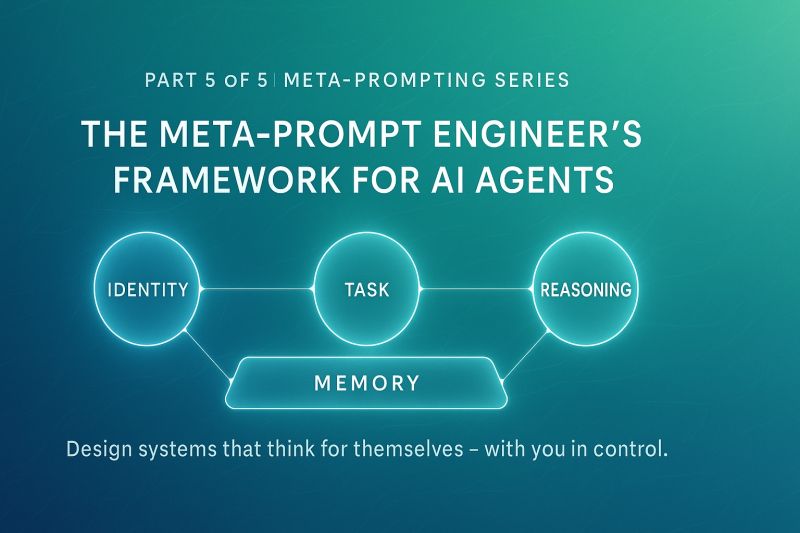 PART 5 OF 5 | META-PROMPTING SERIES
THE META-PROMPT ENGINEER’S
FRAMEWORK FOR AI AGENTS
IDENTITY
TASK
REASONING
MEMORY
Design systems that think for themselves – with you in control.